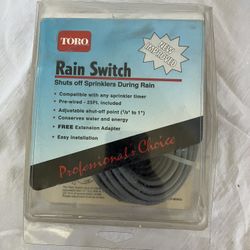 TORO
NEW
IMPROVED
Rain Switch
Shuts off Sprinklers During Rain
• Compatible with any sprinkler timer
• Pre-wired - 25Ft. included
• Adjustable shut-off point (⅛" to 1")
• Conserves water and energy
• FREE Extension Adapter
• Easy Installation
Professional's Choice